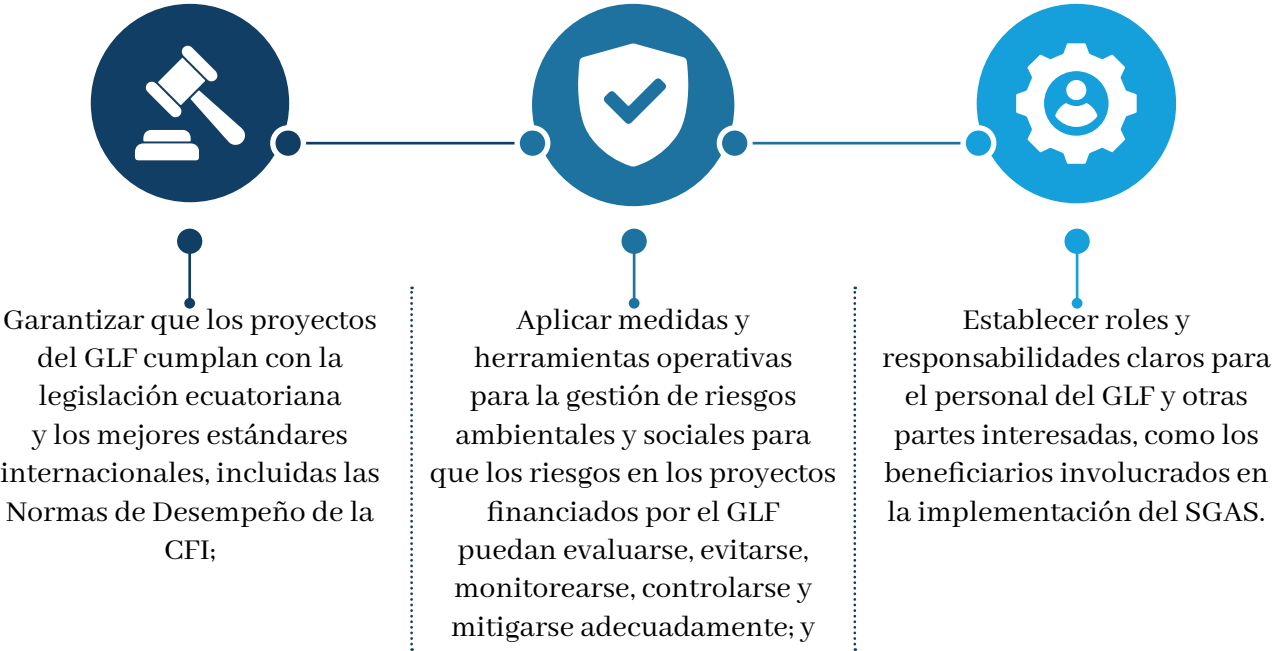 Garantizar que los proyectos
del GLF cumplan con la
legislación ecuatoriana
y los mejores estándares
internacionales, incluidas las
Normas de Desempeño de la
CFI;
Aplicar medidas y
herramientas operativas
para la gestión de riesgos
ambientales y sociales para
que los riesgos en los proyectos
financiados por el GLF
puedan evaluarse, evitarse,
monitorearse, controlarse y
mitigarse adecuadamente; y
Establecer roles y
responsabilidades claros para
el personal del GLF y otras
partes interesadas, como los
beneficiarios involucrados en
la implementación del SGAS.